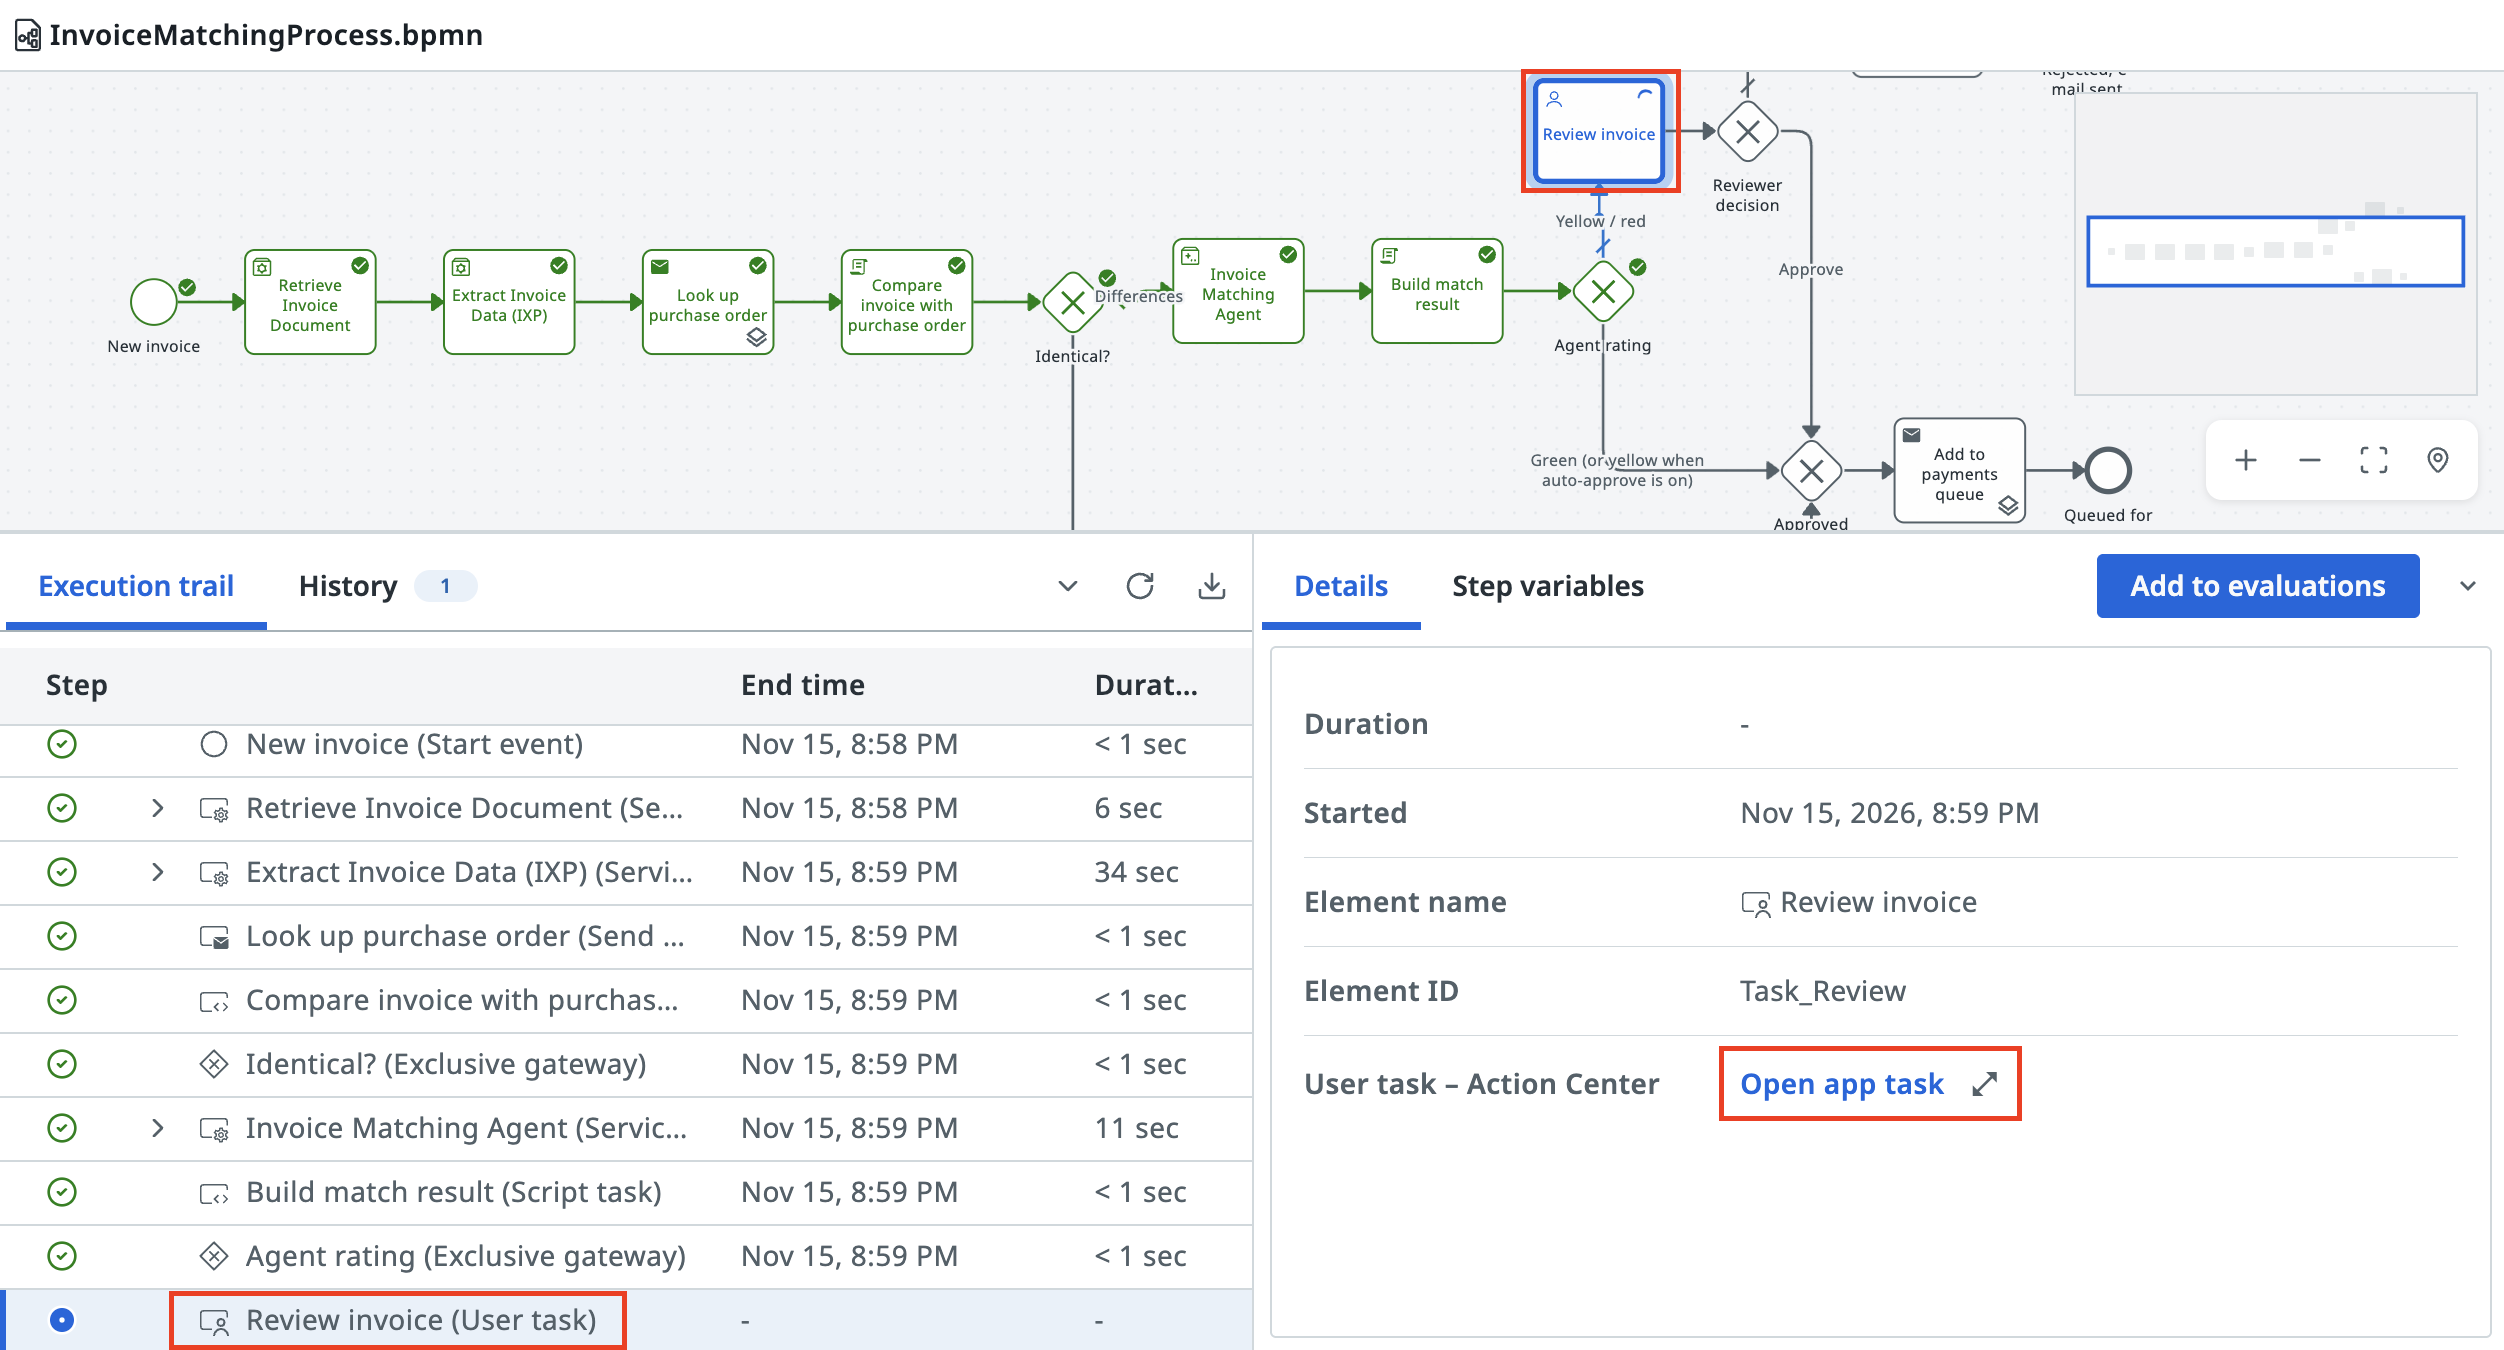 InvoiceMatchingProcess.bpmn
mail sent
Review invoice
Reviewer
decision
Yellow / red
Approve
Retrieve
Invoice
Document
Extract Invoice
Data (IXP)
Look up
purchase order
Compare
invoice with
purchase order
Differences
Invoice
Matching
Agent
Build match
result
New invoice
Identical?
Agent rating
Green (or yellow when
auto-approve is on)
Add to
payments
queue
Approved
Queued for
Execution trail
History 1
Details
Step variables
Add to evaluations
Step End time Durat...
New invoice (Start event) Nov 15, 8:58 PM < 1 sec
Retrieve Invoice Document (Se... Nov 15, 8:58 PM 6 sec
Extract Invoice Data (IXP) (Servi... Nov 15, 8:59 PM 34 sec
Look up purchase order (Send ... Nov 15, 8:59 PM < 1 sec
Compare invoice with purchas... Nov 15, 8:59 PM < 1 sec
Identical? (Exclusive gateway) Nov 15, 8:59 PM < 1 sec
Invoice Matching Agent (Servic... Nov 15, 8:59 PM 11 sec
Build match result (Script task) Nov 15, 8:59 PM < 1 sec
Agent rating (Exclusive gateway) Nov 15, 8:59 PM < 1 sec
Review invoice (User task) - -
Duration -
Started Nov 15, 2026, 8:59 PM
Element name Review invoice
Element ID Task_Review
User task – Action Center Open app task